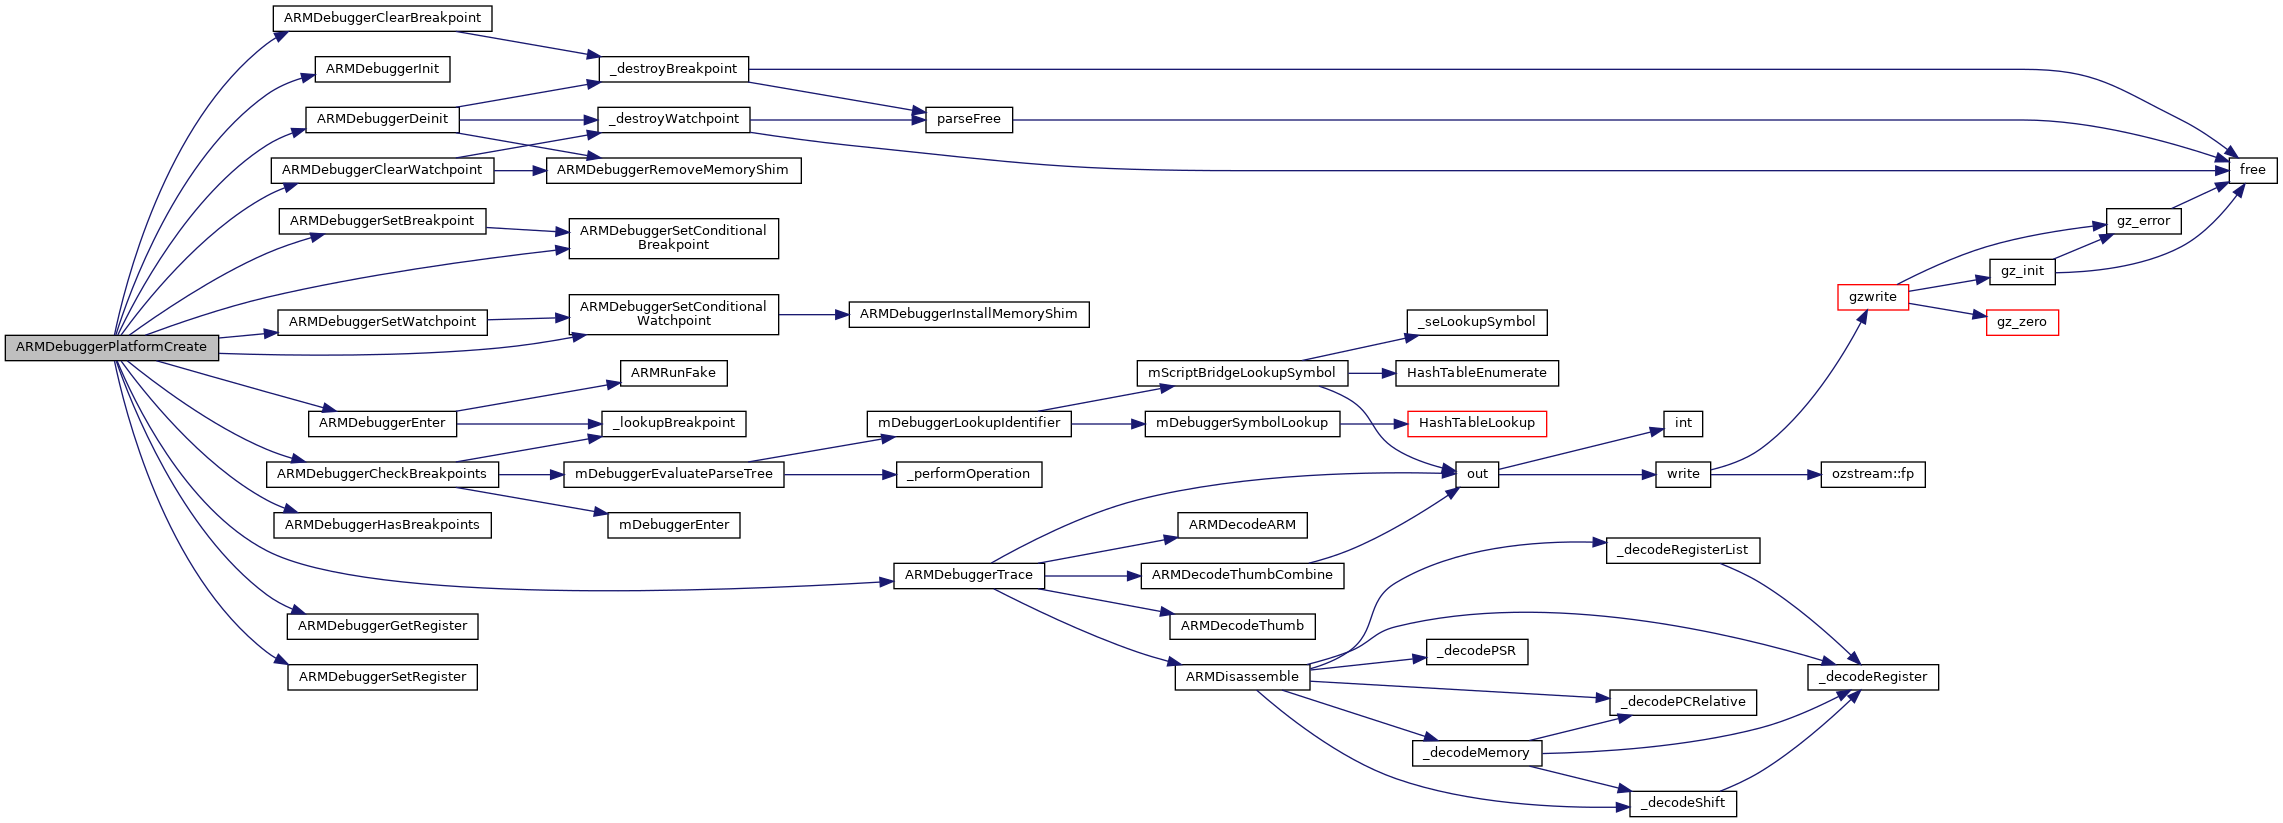 ARMDebuggerPlatformCreate
ARMDebuggerClearBreakpoint
ARMDebuggerInit
ARMDebuggerDeinit
ARMDebuggerClearWatchpoint
ARMDebuggerSetBreakpoint
ARMDebuggerSetWatchpoint
ARMDebuggerEnter
ARMDebuggerCheckBreakpoints
ARMDebuggerHasBreakpoints
ARMDebuggerGetRegister
ARMDebuggerSetRegister
_destroyBreakpoint
_destroyWatchpoint
ARMDebuggerRemoveMemoryShim
ARMDebuggerSetConditional
Breakpoint
ARMDebuggerSetConditional
Watchpoint
ARMRunFake
_lookupBreakpoint
mDebuggerEvaluateParseTree
mDebuggerEnter
parseFree
ARMDebuggerInstallMemoryShim
mDebuggerLookupIdentifier
_performOperation
ARMDebuggerTrace
mScriptBridgeLookupSymbol
mDebuggerSymbolLookup
ARMDecodeARM
ARMDecodeThumbCombine
ARMDecodeThumb
ARMDisassemble
_seLookupSymbol
HashTableEnumerate
HashTableLookup
out
_decodePSR
_decodeMemory
int
write
_decodeRegisterList
_decodePCRelative
_decodeShift
gzwrite
ozstream::fp
_decodeRegister
gz_init
gz_zero
gz_error
free